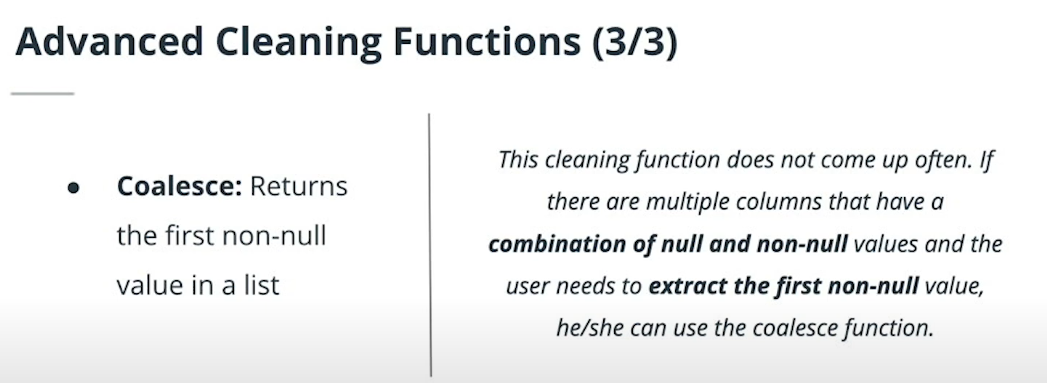 Advanced Cleaning Functions (3/3)
● Coalesce: Returns
the first non-null
value in a list
This cleaning function does not come up often. If
there are multiple columns that have a
combination of null and non-null values and the
user needs to extract the first non-null value,
he/she can use the coalesce function.